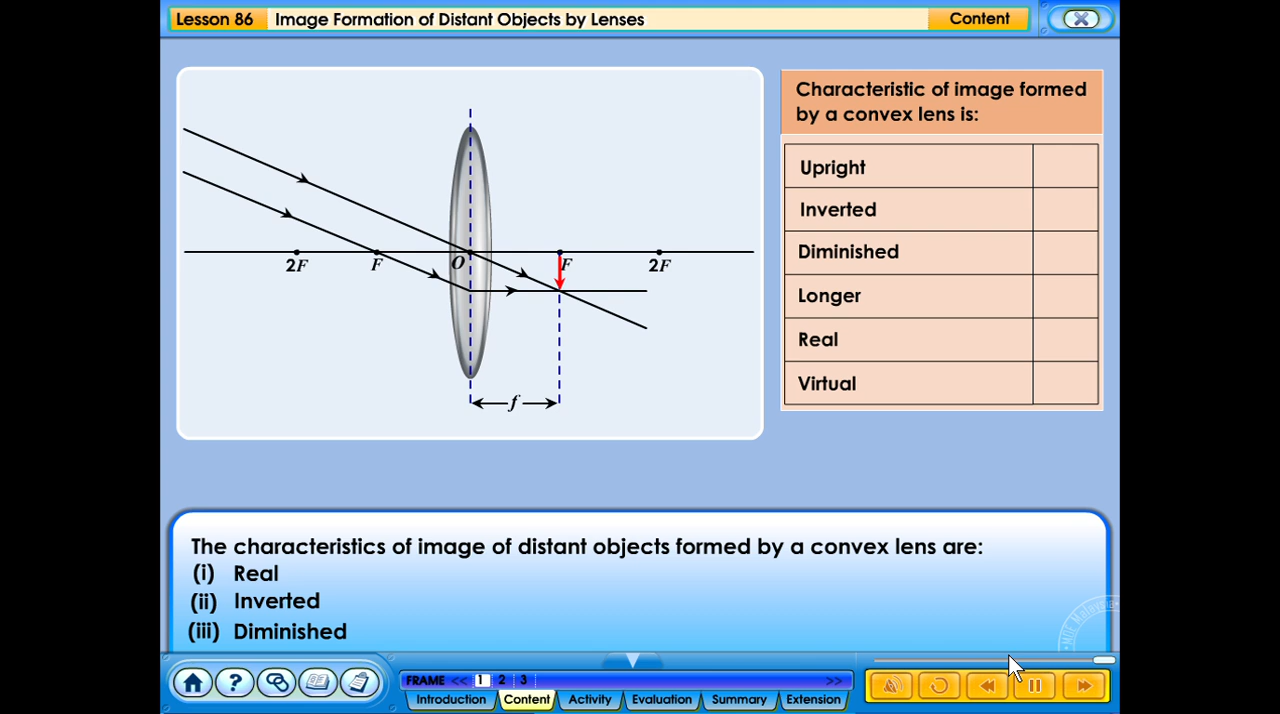 Lesson 86
Image Formation of Distant Objects by Lenses
Content
Characteristic of image formed
by a convex lens is:
Upright
Inverted
Diminished
Longer
Real
Virtual
2F
F
O
F
2F
f
The characteristics of image of distant objects formed by a convex lens are:
(i) Real
(ii) Inverted
(iii) Diminished
MOE Malaysia
FRAME << 1 2 3 >>
Introduction Content Activity Evaluation Summary Extension